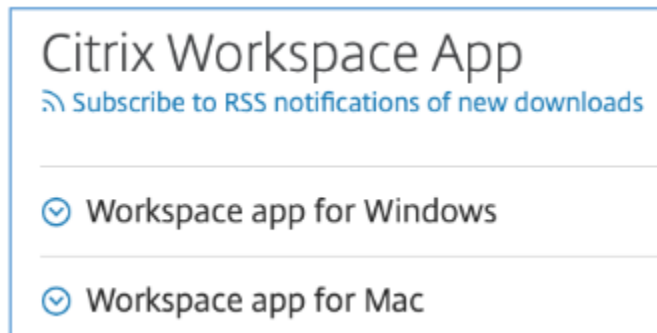 Citrix Workspace App
Subscribe to RSS notifications of new downloads
Workspace app for Windows
Workspace app for Mac